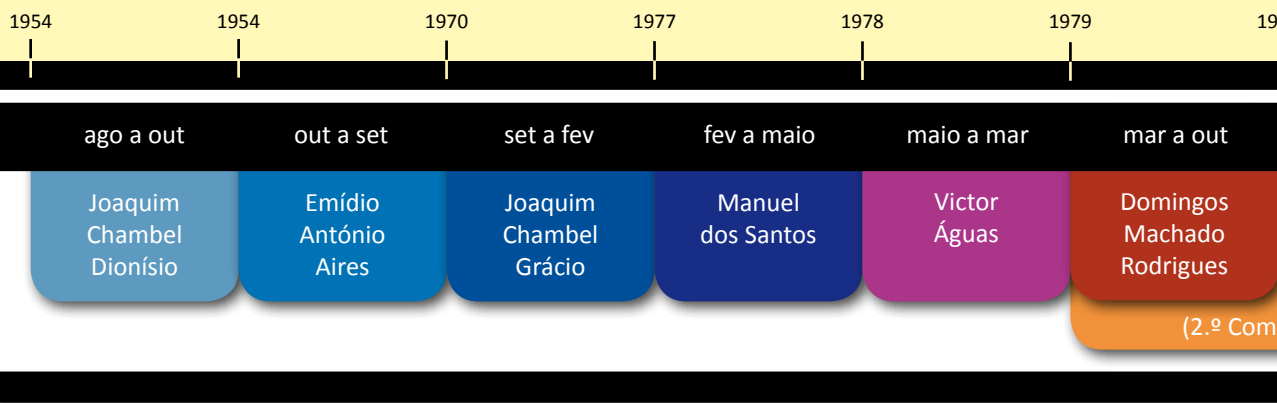 1954 1954 1970 1977 1978 1979 19
ago a out out a set set a fev fev a maio maio a mar mar a out
Joaquim
Chambel
Dionísio
Emídio
António
Aires
Joaquim
Chambel
Grácio
Manuel
dos Santos
Victor
Águas
Domingos
Machado
Rodrigues
(2.º Com